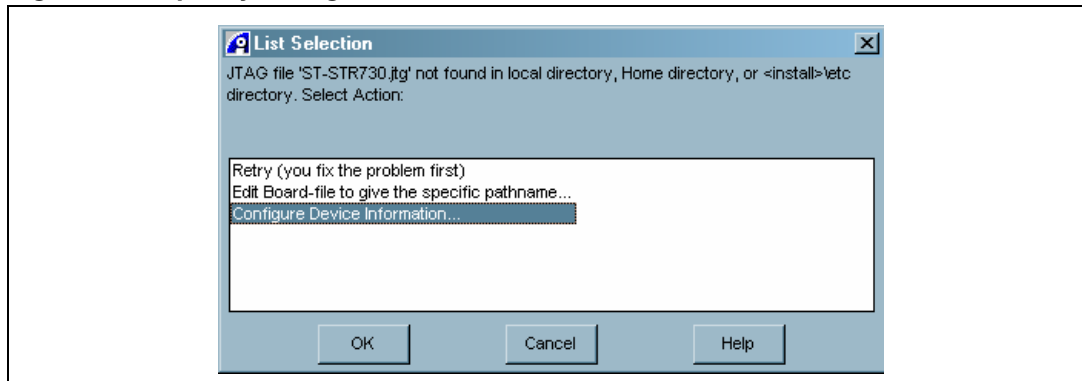 List Selection
JTAG file 'ST-STR730.jtg' not found in local directory, Home directory, or <install>\etc
directory. Select Action:
Retry (you fix the problem first)
Edit Board-file to give the specific pathname...
Configure Device Information...
OK
Cancel
Help